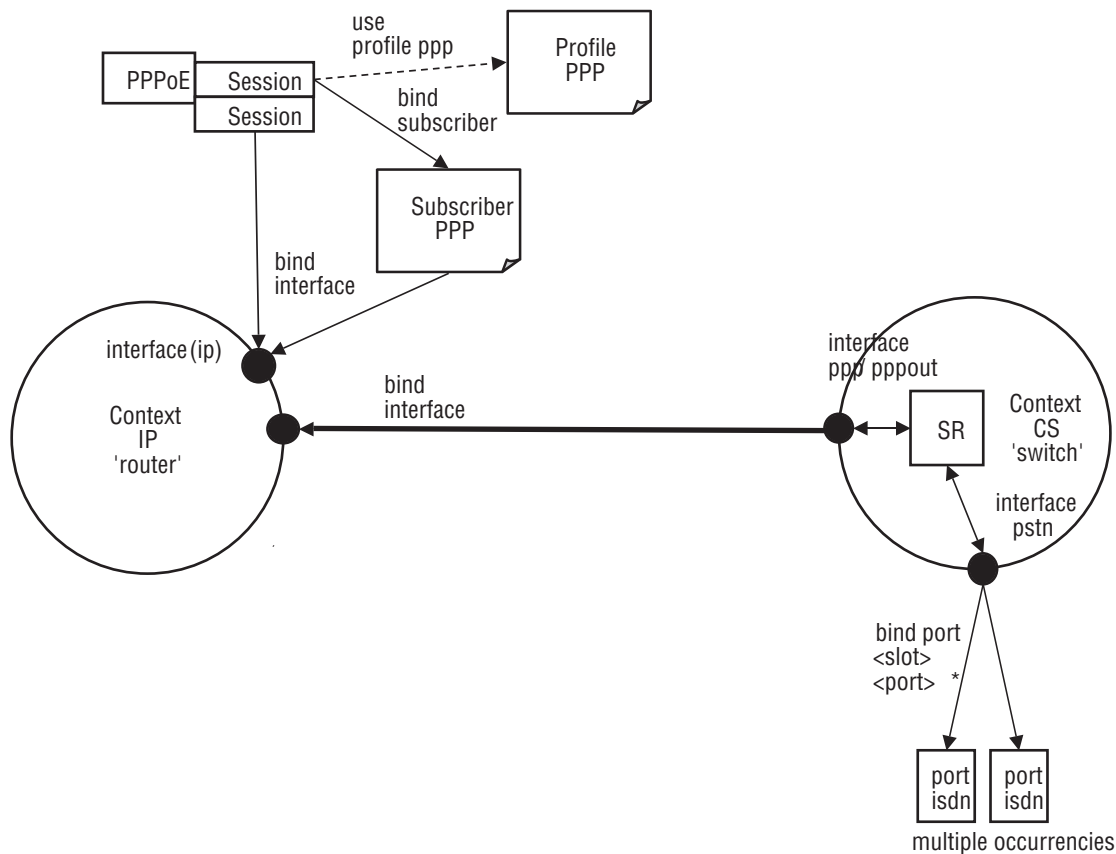 use
profile ppp
Profile
PPP
PPPoE
Session
Session
bind
subscriber
Subscriber
PPP
bind
interface
interface (ip)
Context
IP
'router'
bind
interface
interface
ppp/ pppout
SR
Context
CS
'switch'
interface
pstn
bind port
<slot>
<port> *
port
isdn
port
isdn
multiple occurrencies